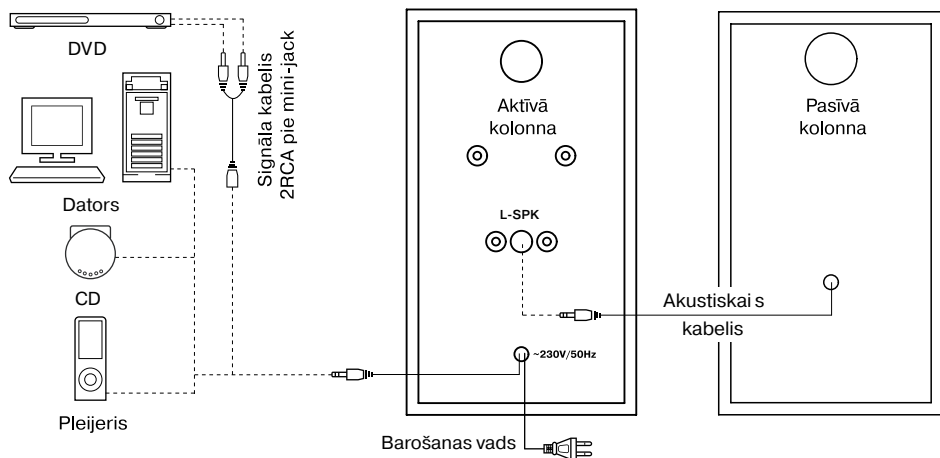 DVD
Dators
CD
Pleijeris
Signāla kabelis
2RCA pie mini-jack
Aktīvā
kolonna
L-SPK
~230V/50Hz
Barošanas vads
Pasīvā
kolonna
Akustiskais
kabelis